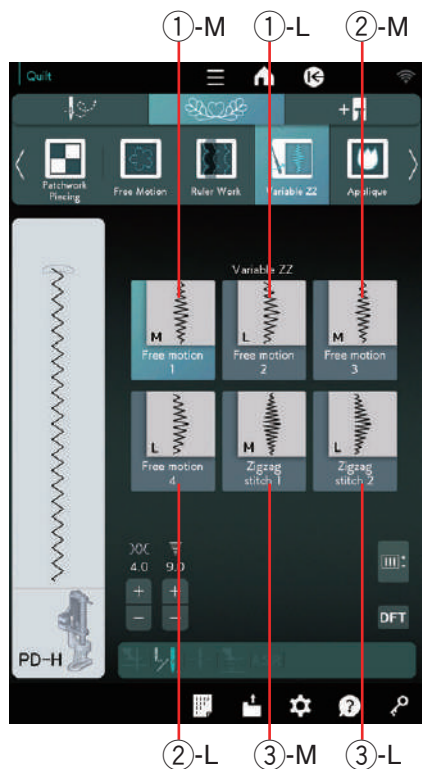 ①-M ①-L ②-M
Quilt
Patchwork Piecing
Free Motion
Ruler Work
Variable ZZ
Applique
Variable ZZ
M
Free motion 1
L
Free motion 2
M
Free motion 3
L
Free motion 4
M
Zigzag stitch 1
L
Zigzag stitch 2
4.0 9.0
+ +
− −
DFT
PD-H
②-L ③-M ③-L